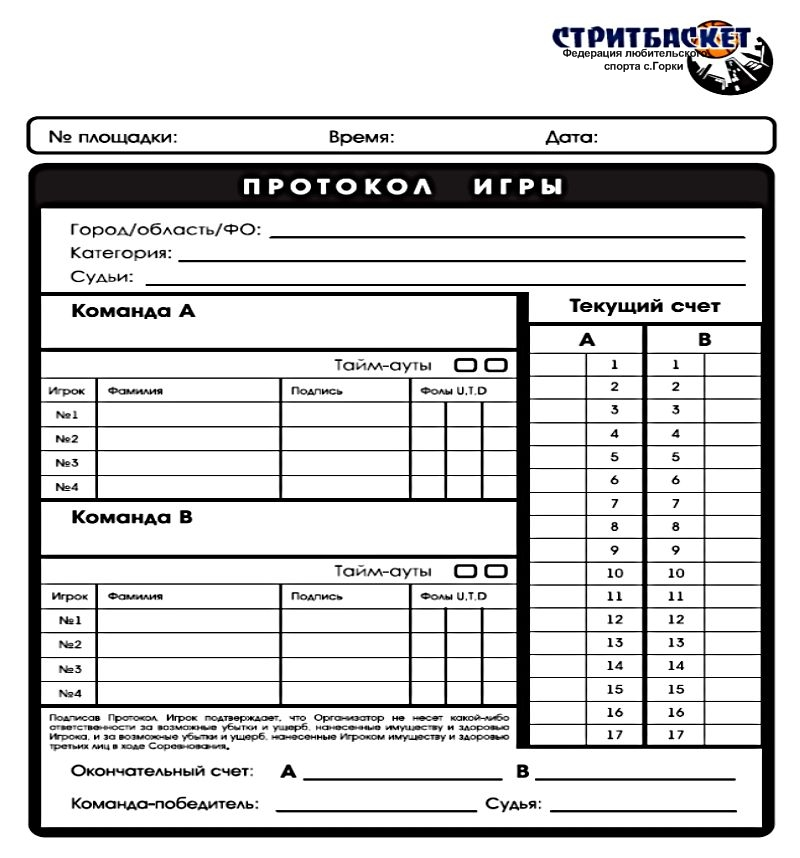 СТРИТБАСКЕТ
Федерация любительского
спорта с.Горки
№ площадки: Время: Дата:
ПРОТОКОЛ ИГРЫ
Город/область/ФО:
Категория:
Судьи:
Команда А
Тайм-ауты
Игрок Фамилия Подпись Фолы U,T,D
№1
№2
№3
№4
Команда В
Тайм-ауты
Игрок Фамилия Подпись Фолы U,T,D
№1
№2
№3
№4
Подписав Протокол, Игрок подтверждает, что Организатор не несет какой-либо
ответственности за возможные убытки и ущерб, нанесенные имуществу и здоровью
Игрока, и за возможные убытки и ущерб, нанесенные Игроком имуществу и здоровью
третьих лиц в ходе Соревнования.
Текущий счет
А В
1 1
2 2
3 3
4 4
5 5
6 6
7 7
8 8
9 9
10 10
11 11
12 12
13 13
14 14
15 15
16 16
17 17
Окончательный счет: А В
Команда-победитель: Судья: